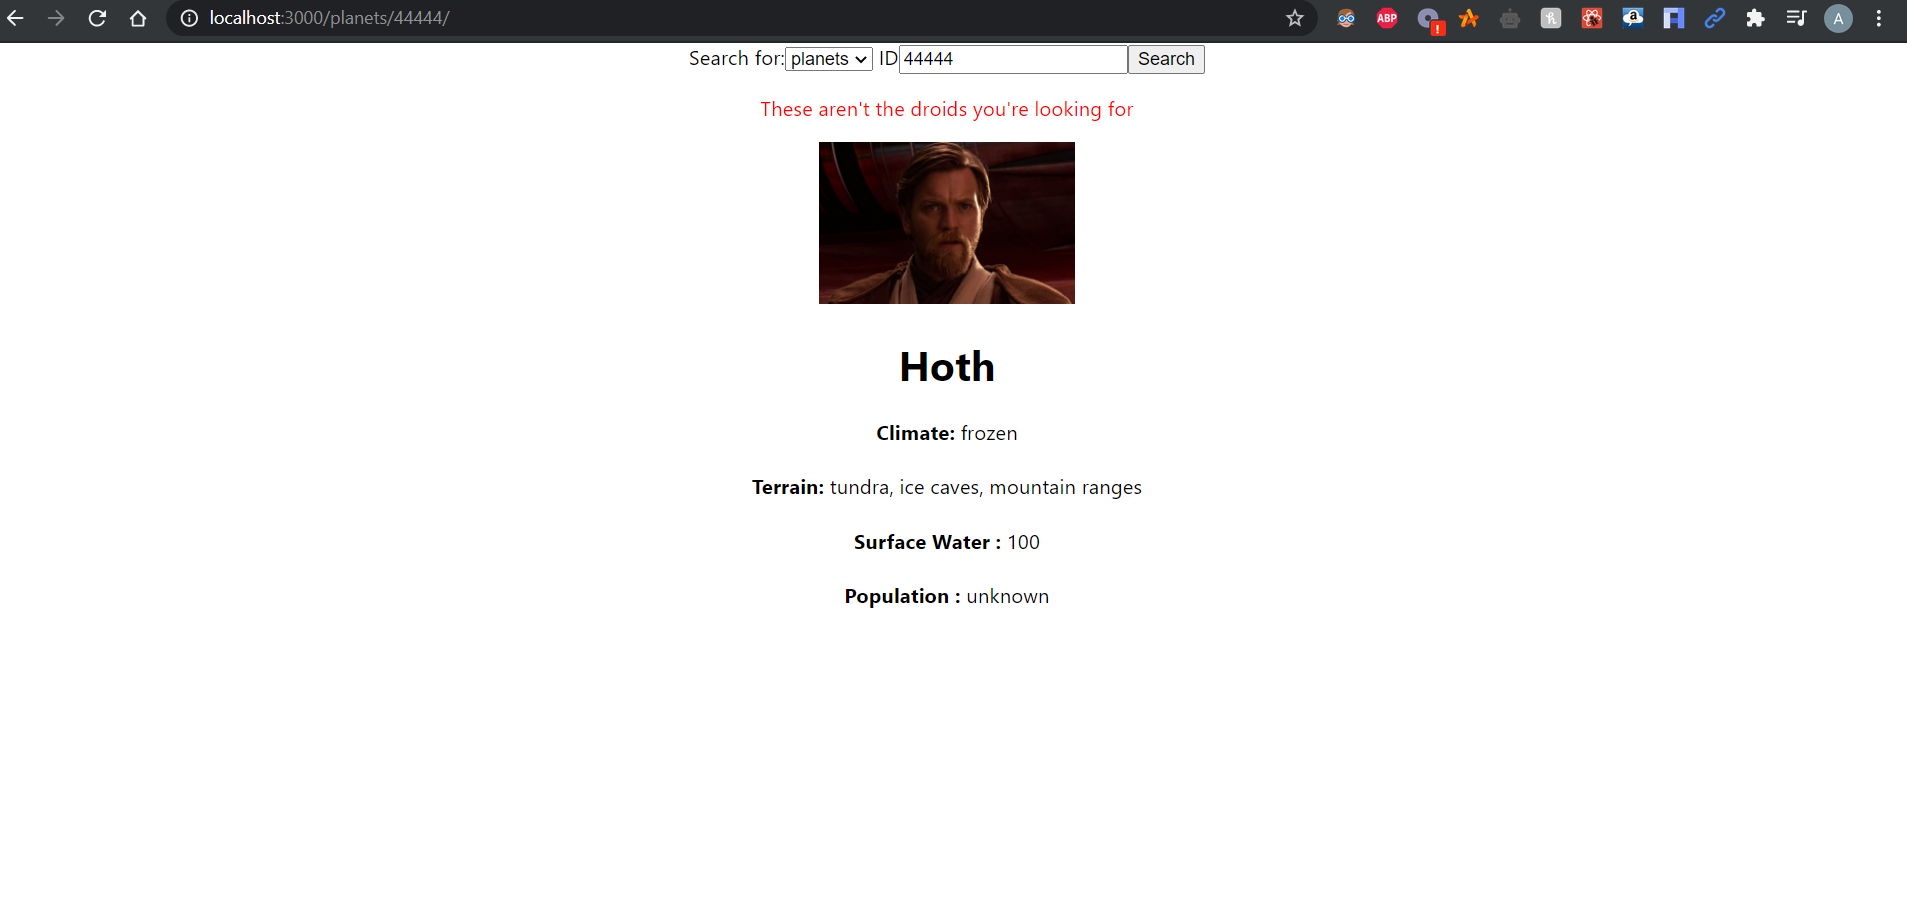 localhost:3000/planets/44444/
ABP
!
a
A
Search for: planets ID 44444 Search
These aren't the droids you're looking for
Hoth
Climate: frozen
Terrain: tundra, ice caves, mountain ranges
Surface Water : 100
Population : unknown